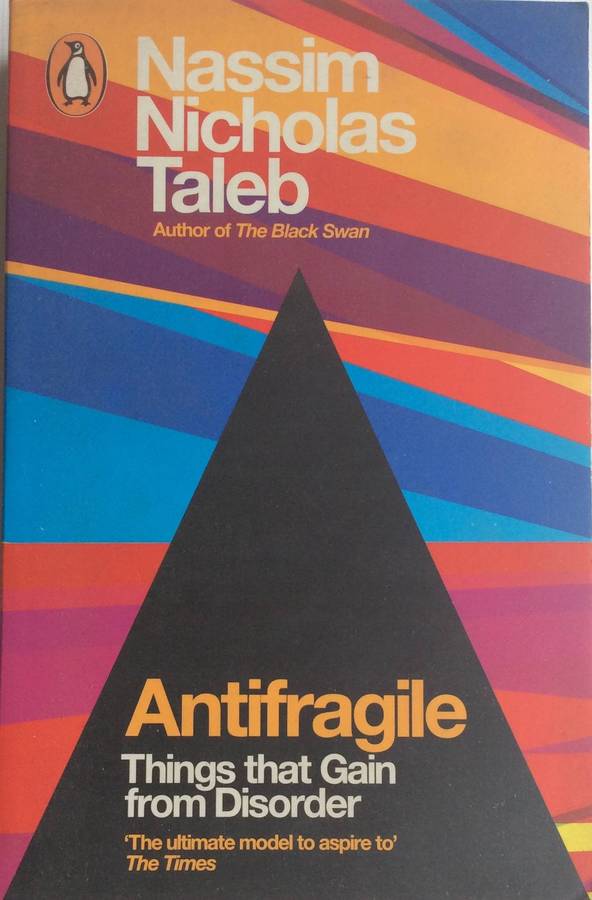 Nassim
Nicholas
Taleb
Author of The Black Swan
Antifragile
Things that Gain
from Disorder
‘The ultimate model to aspire to’
The Times